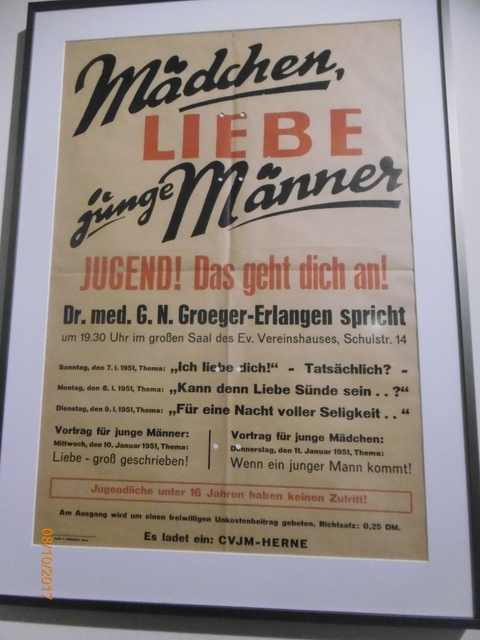 Mädchen,
LIEBE
junge Männer
JUGEND! Das geht dich an!
Dr. med. G. N. Groeger-Erlangen spricht
um 19.30 Uhr im großen Saal des Ev. Vereinshauses, Schulstr. 14
Sonntag, den 7. I. 1951, Thema: „Ich liebe dich!“ - Tatsächlich? -
Montag, den 8. I. 1951, Thema: „Kann denn Liebe Sünde sein . . ?“
Dienstag, den 9. I. 1951, Thema: „Für eine Nacht voller Seligkeit . . “
Vortrag für junge Männer:
Mittwoch, den 10. Januar 1951, Thema:
Liebe - groß geschrieben!
Vortrag für junge Mädchen:
Donnerstag, den 11. Januar 1951, Thema:
Wenn ein junger Mann kommt!
Jugendliche unter 16 Jahren haben keinen Zutritt!
Am Ausgang wird um einen freiwilligen Unkostenbeitrag gebeten. Richtsatz: 0,25 DM.
Es ladet ein: CVJM-HERNE
08/10/2017